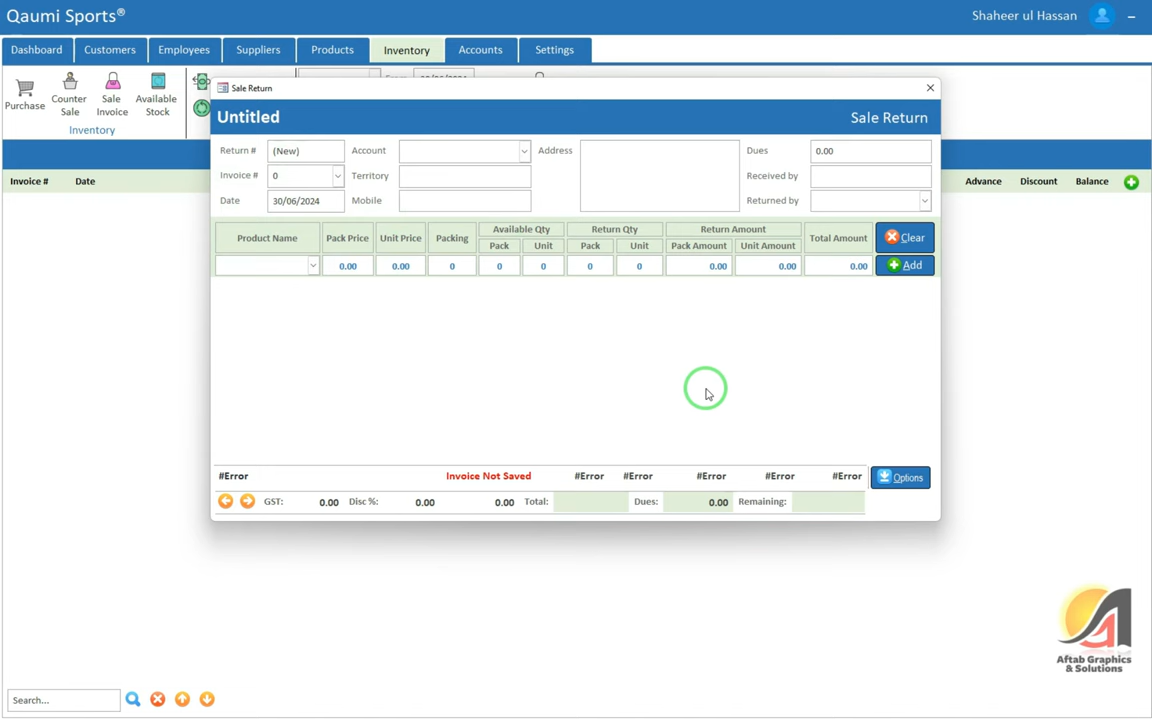 Qaumi Sports®
Shaheer ul Hassan
Dashboard Customers Employees Suppliers Products Inventory Accounts Settings
Purchase
Counter Sale
Sale Invoice
Available Stock
Inventory
Sale Return
Untitled
Sale Return
Return # (New) Account Address Dues 0.00
Invoice # 0 Territory Received by
Date 30/06/2024 Mobile Returned by
Invoice # Date Advance Discount Balance
Product Name Pack Price Unit Price Packing Available Qty Return Qty Return Amount Total Amount Clear
Pack Unit Pack Unit Pack Amount Unit Amount
0.00 0.00 0 0 0 0 0 0.00 0.00 0.00 Add
#Error Invoice Not Saved #Error #Error #Error #Error #Error Options
GST: 0.00 Disc %: 0.00 0.00 Total: Dues: 0.00 Remaining:
Aftab Graphics
& Solutions
Search...